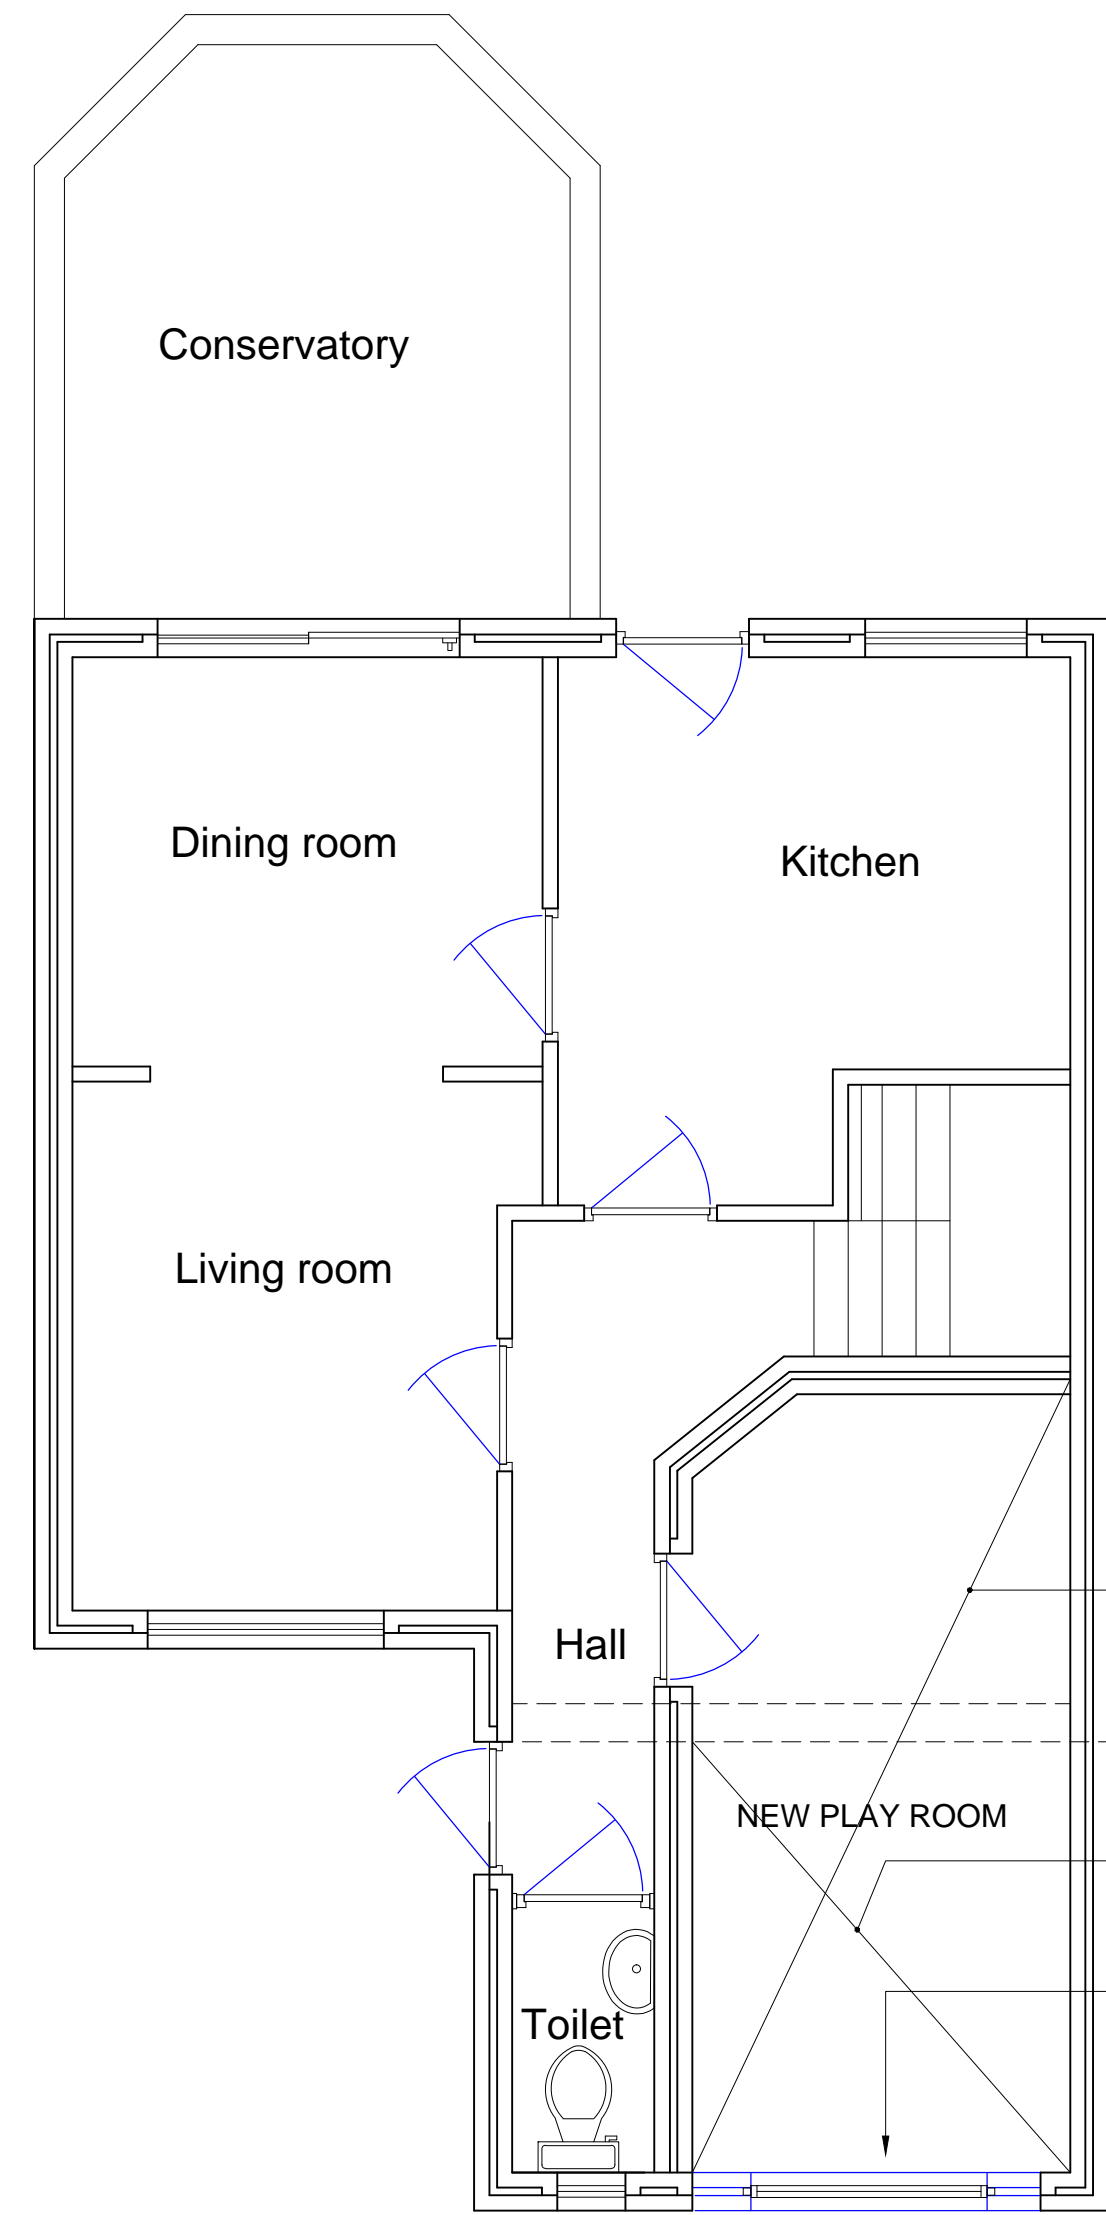 Conservatory
Dining room
Kitchen
Living room
Hall
NEW PLAY ROOM
Toilet